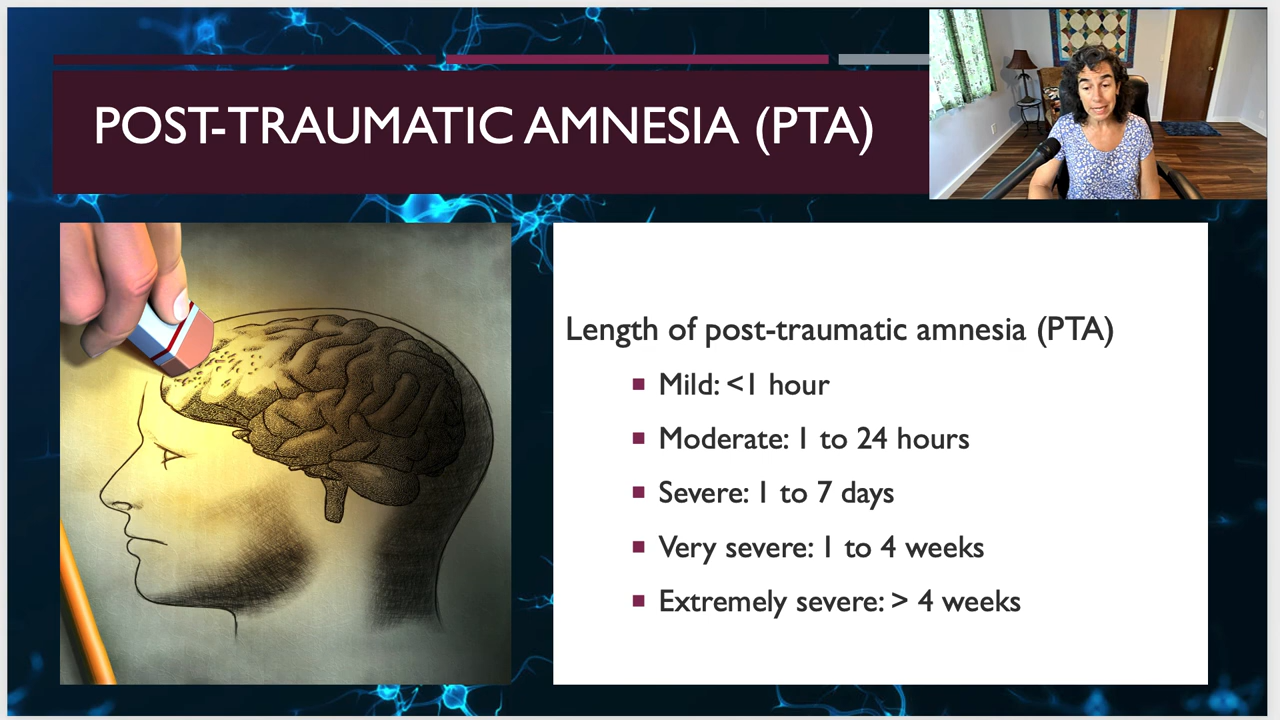 POST-TRAUMATIC AMNESIA (PTA)
Length of post-traumatic amnesia (PTA)
Mild: <1 hour
Moderate: 1 to 24 hours
Severe: 1 to 7 days
Very severe: 1 to 4 weeks
Extremely severe: > 4 weeks